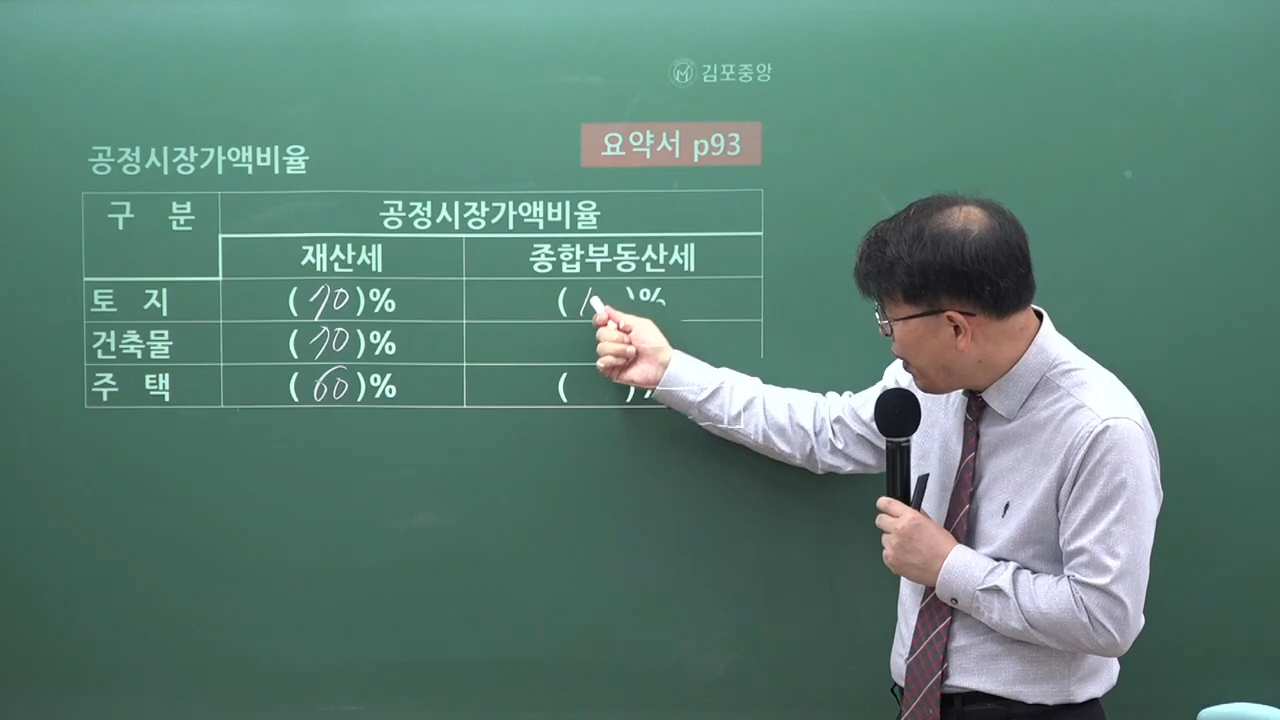 김포중앙
요약서 p93
공정시장가액비율
구 분 공정시장가액비율
재산세 종합부동산세
토 지 (70)% (1 )%
건축물 (70)%
주 택 (60)% (